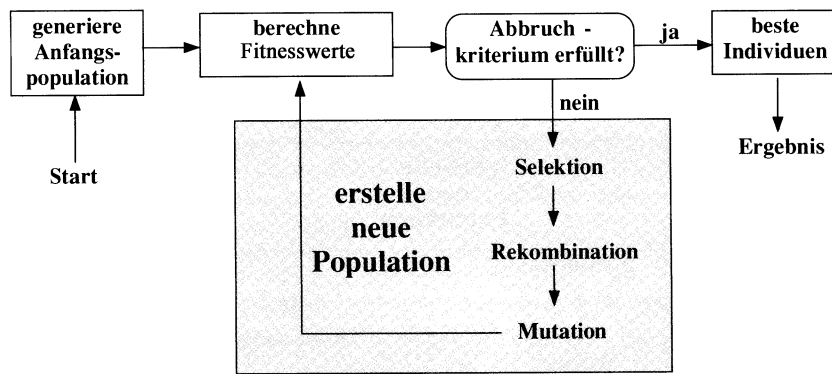 generiere
Anfangs-
population
berechne
Fitnesswerte
Abbruch -
kriterium erfüllt?
ja
beste
Individuen
nein
Start
Ergebnis
Selektion
erstelle
neue
Population
Rekombination
Mutation